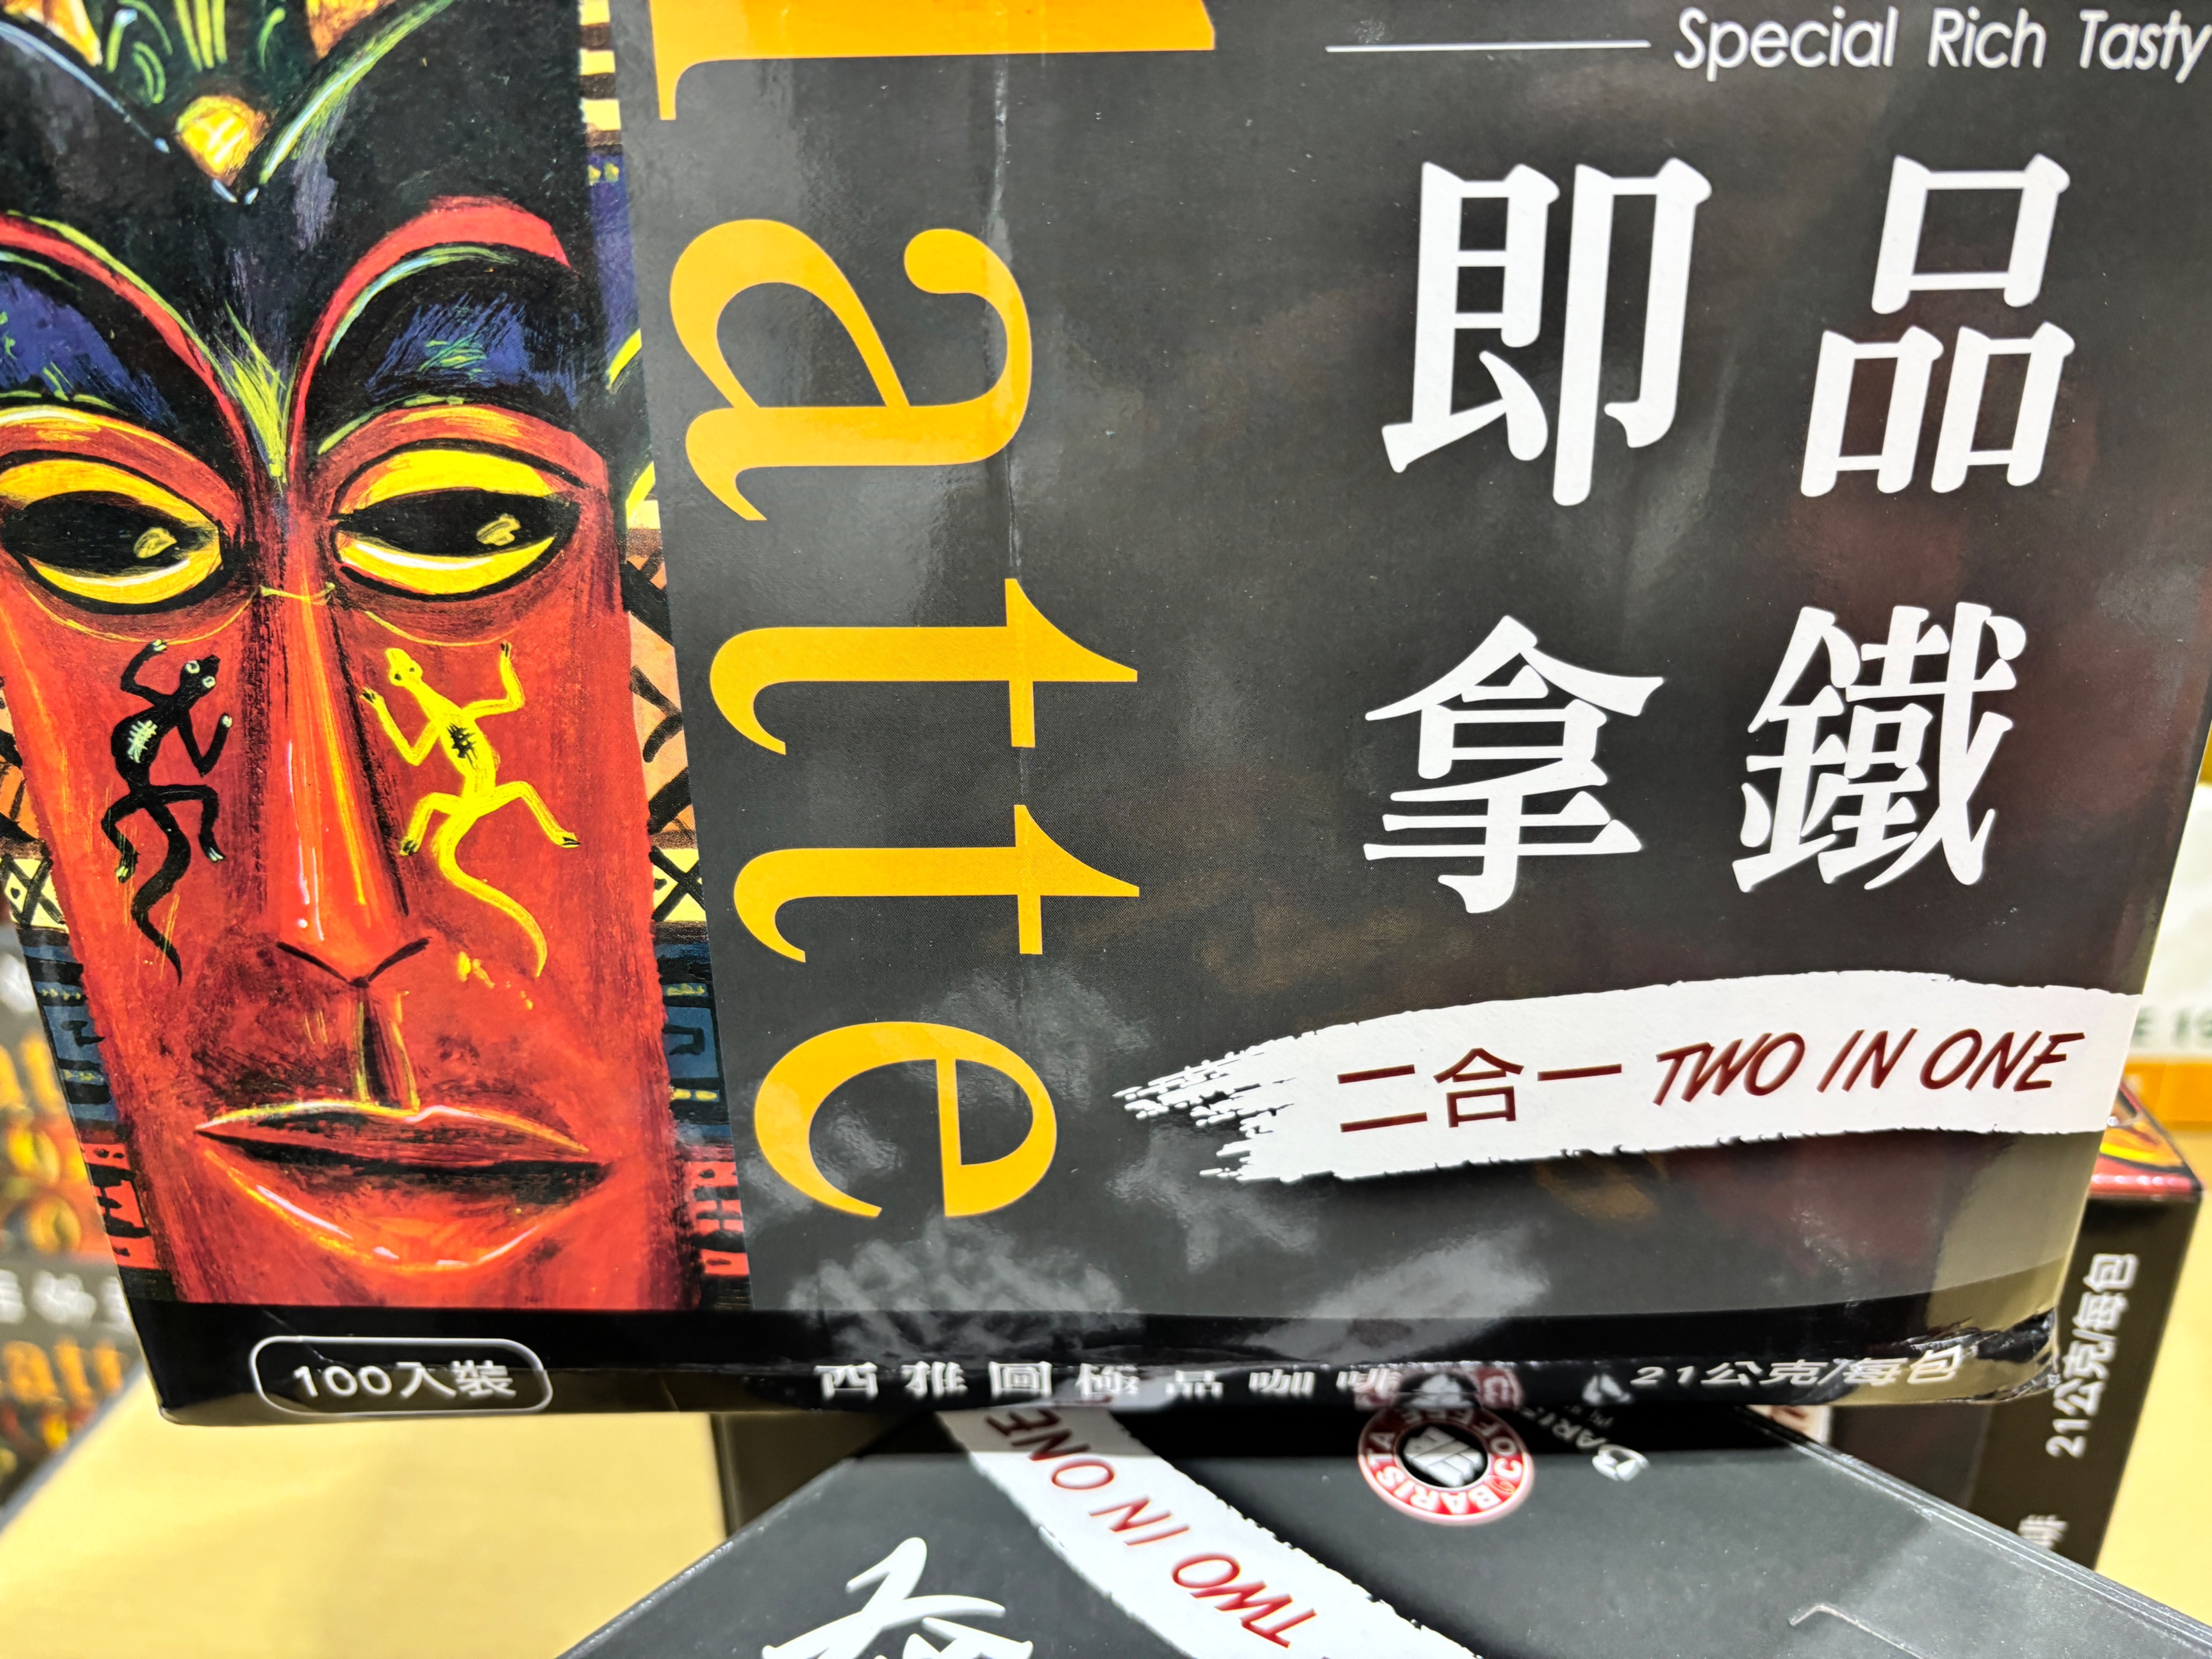 Special Rich Tasty
latte
即品
拿鐵
二合一 TWO IN ONE
100入裝
西雅圖極品咖啡
21公克/每包
21公克/每包
啡
BARISTA COFFEE
TWO IN ONE